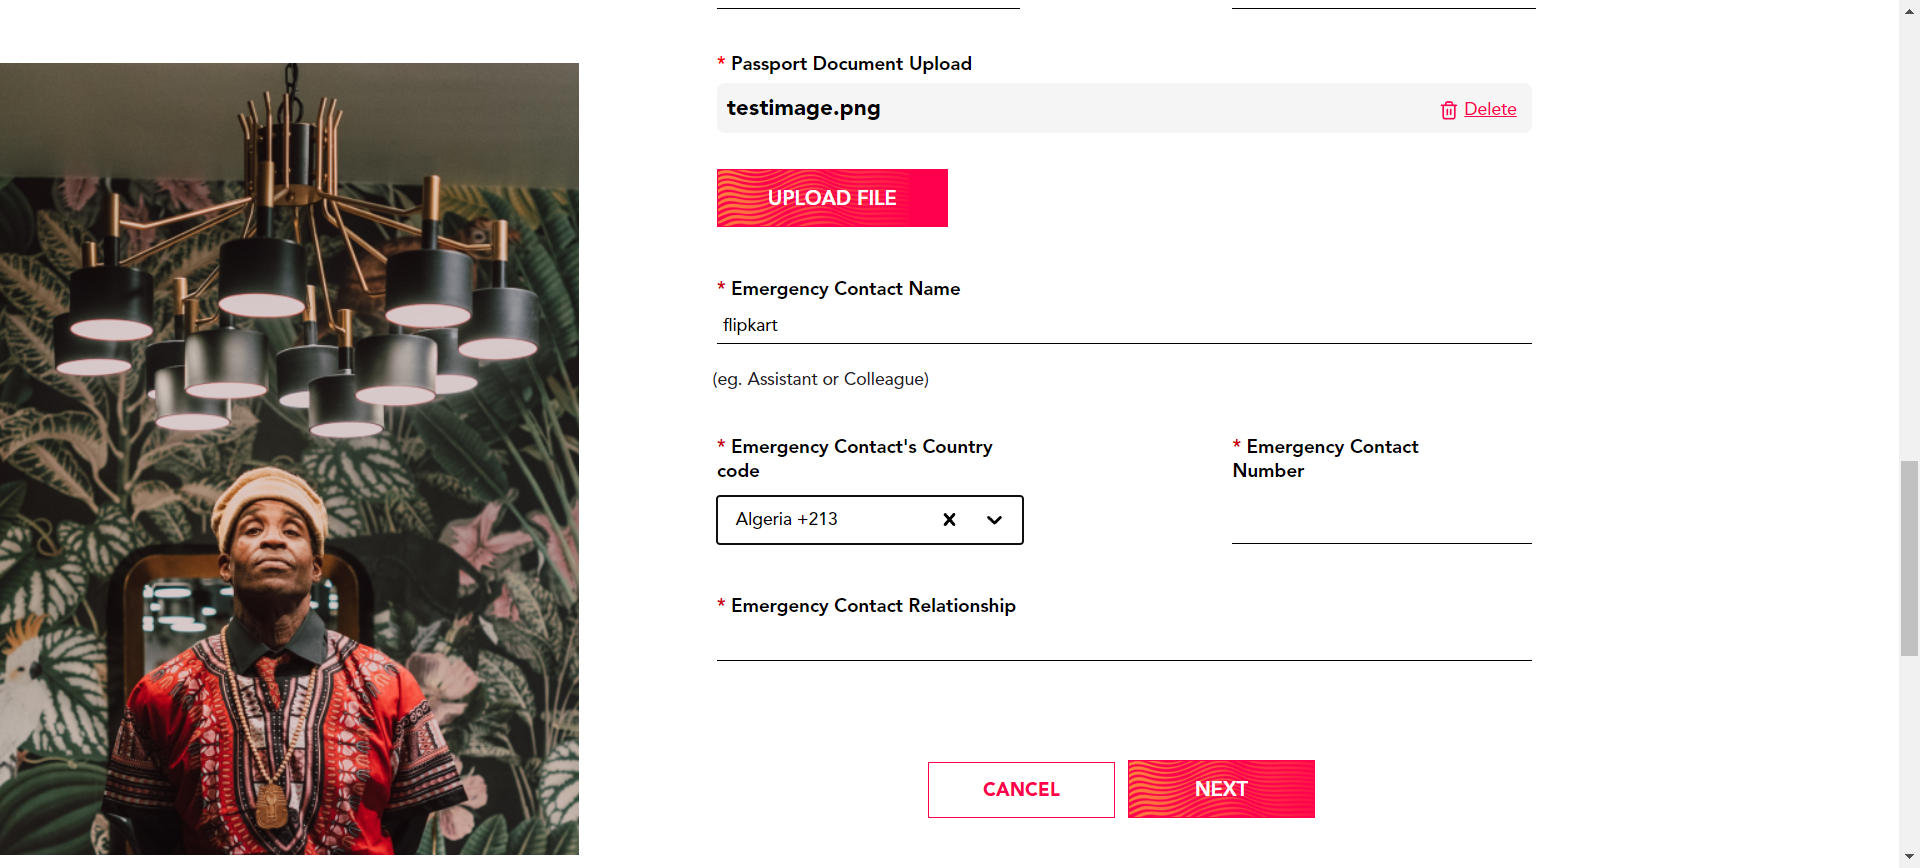 * Passport Document Upload
testimage.png
Delete
UPLOAD FILE
* Emergency Contact Name
flipkart
(eg. Assistant or Colleague)
* Emergency Contact's Country
code
* Emergency Contact
Number
Algeria +213
* Emergency Contact Relationship
CANCEL
NEXT